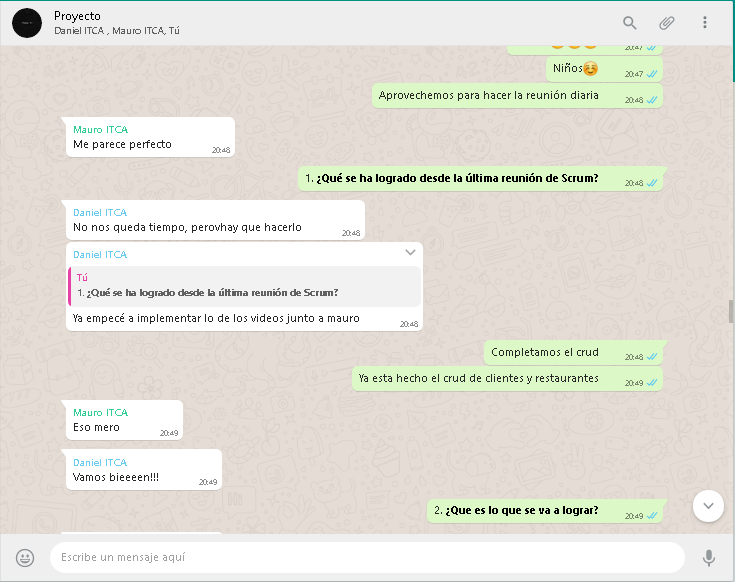 Proyecto
Daniel ITCA , Mauro ITCA, Tú
20:47
Niños
20:47
Aprovechemos para hacer la reunión diaria
20:48
Mauro ITCA
Me parece perfecto
20:48
1. ¿Qué se ha logrado desde la última reunión de Scrum?
20:48
Daniel ITCA
No nos queda tiempo, perovhay que hacerlo
20:48
Daniel ITCA
Tú
1. ¿Qué se ha logrado desde la última reunión de Scrum?
Ya empecé a implementar lo de los videos junto a mauro
20:48
Completamos el crud
20:48
Ya esta hecho el crud de clientes y restaurantes
20:49
Mauro ITCA
Eso mero
20:49
Daniel ITCA
Vamos bieeeen!!!
20:49
2. ¿Que es lo que se va a lograr?
20:49
Escribe un mensaje aquí